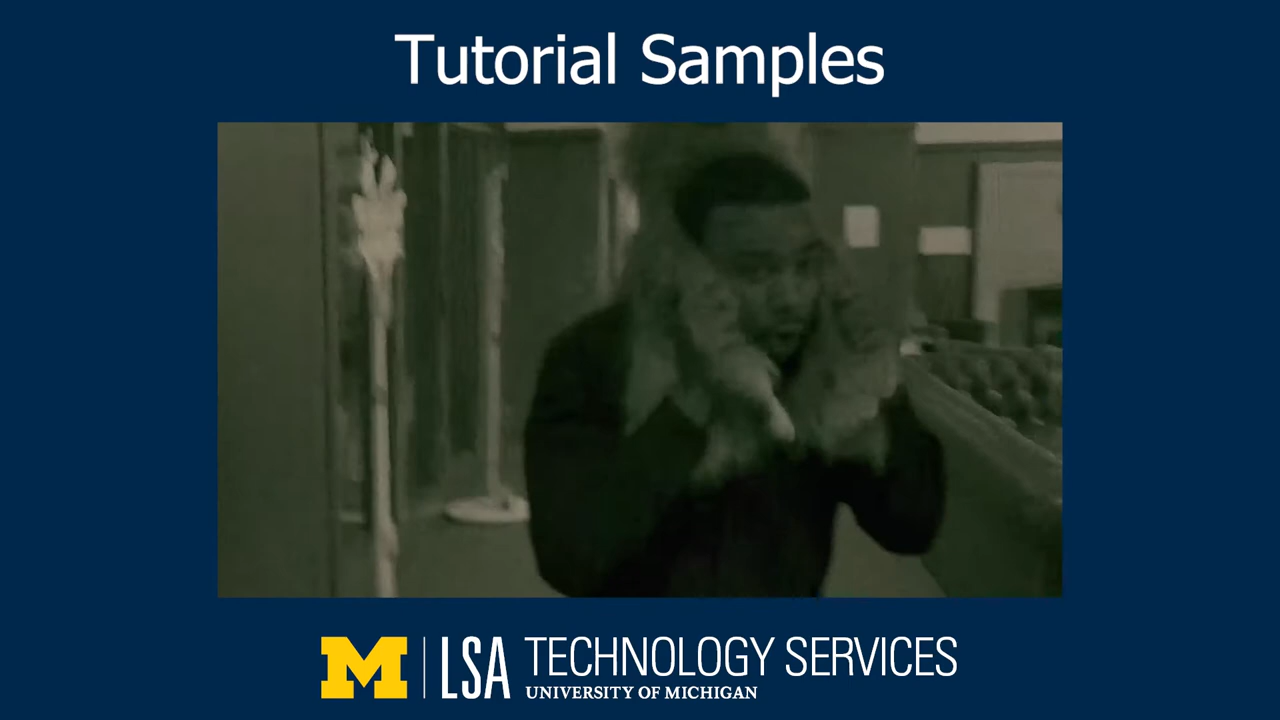 Tutorial Samples
M LSA TECHNOLOGY SERVICES
UNIVERSITY OF MICHIGAN